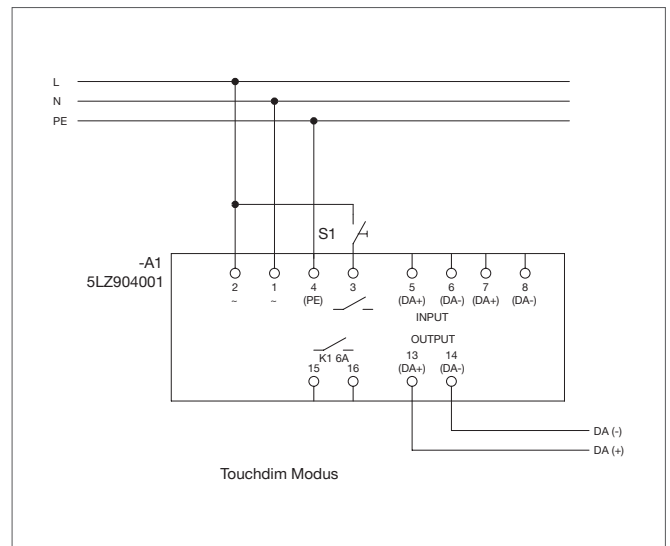 L
N
PE
S1
-A1
5LZ904001
2 1 4 3 5 6 7 8
~ ~ (PE) (DA+) (DA-) (DA+) (DA-)
INPUT
OUTPUT
K1 6A
15 16 13 14
(DA+) (DA-)
DA (-)
DA (+)
Touchdim Modus